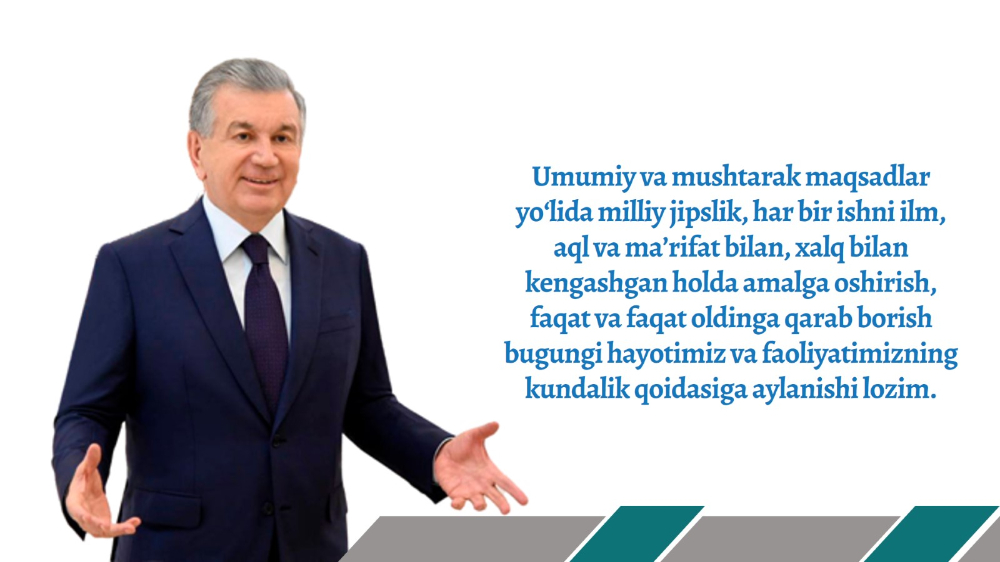 Umumiy va mushtarak maqsadlar
yo‘lida milliy jipslik, har bir ishni ilm,
aql va ma’rifat bilan, xalq bilan
kengashgan holda amalga oshirish,
faqat va faqat oldinga qarab borish
bugungi hayotimiz va faoliyatimizning
kundalik qoidasiga aylanishi lozim.